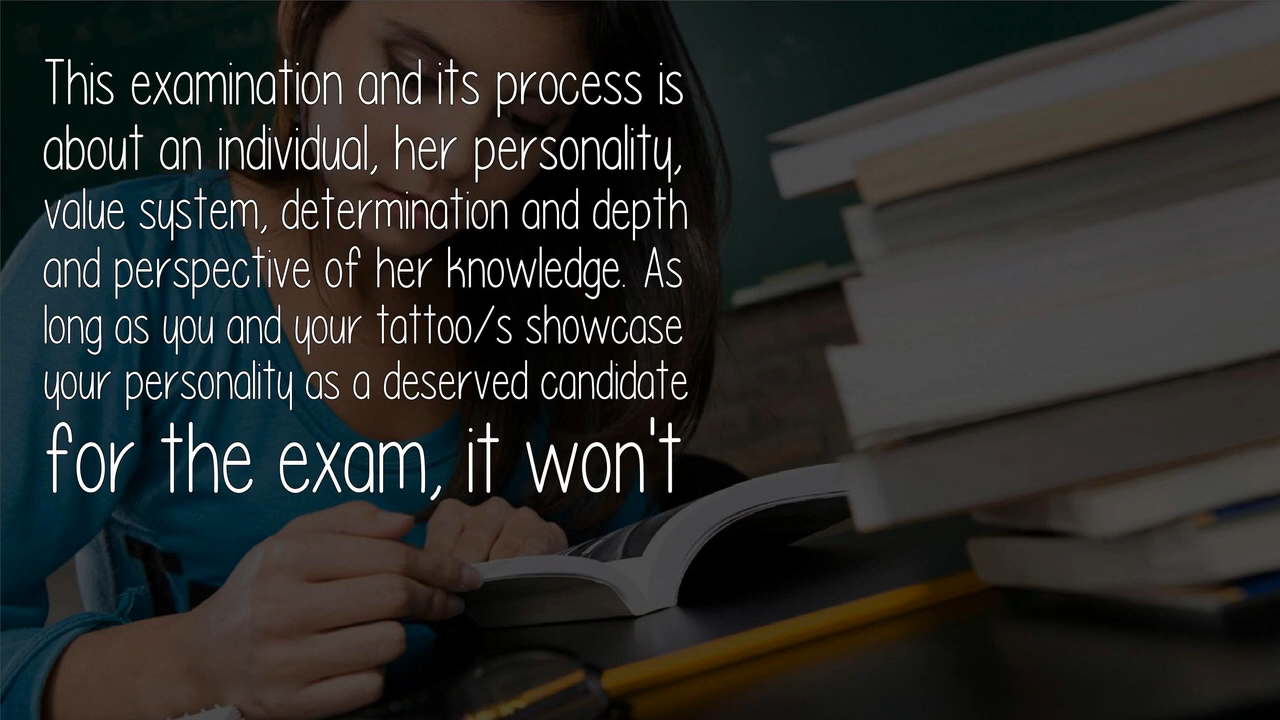 This examination and its process is
about an individual, her personality,
value system, determination and depth
and perspective of her knowledge. As
long as you and your tattoo/s showcase
your personality as a deserved candidate
for the exam, it won't